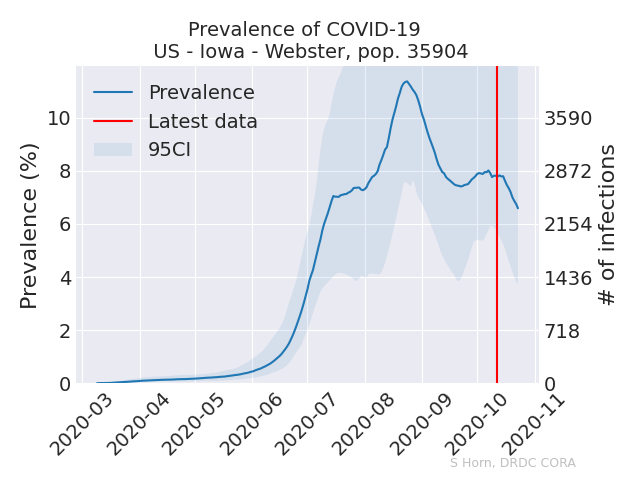 Prevalence of COVID-19
US - Iowa - Webster, pop. 35904
Prevalence
Latest data
95CI
Prevalence (%)
10
8
6
4
2
0
3590
2872
2154
1436
718
0
# of infections
2020-03
2020-04
2020-05
2020-06
2020-07
2020-08
2020-09
2020-10
2020-11
S Horn, DRDC CORA